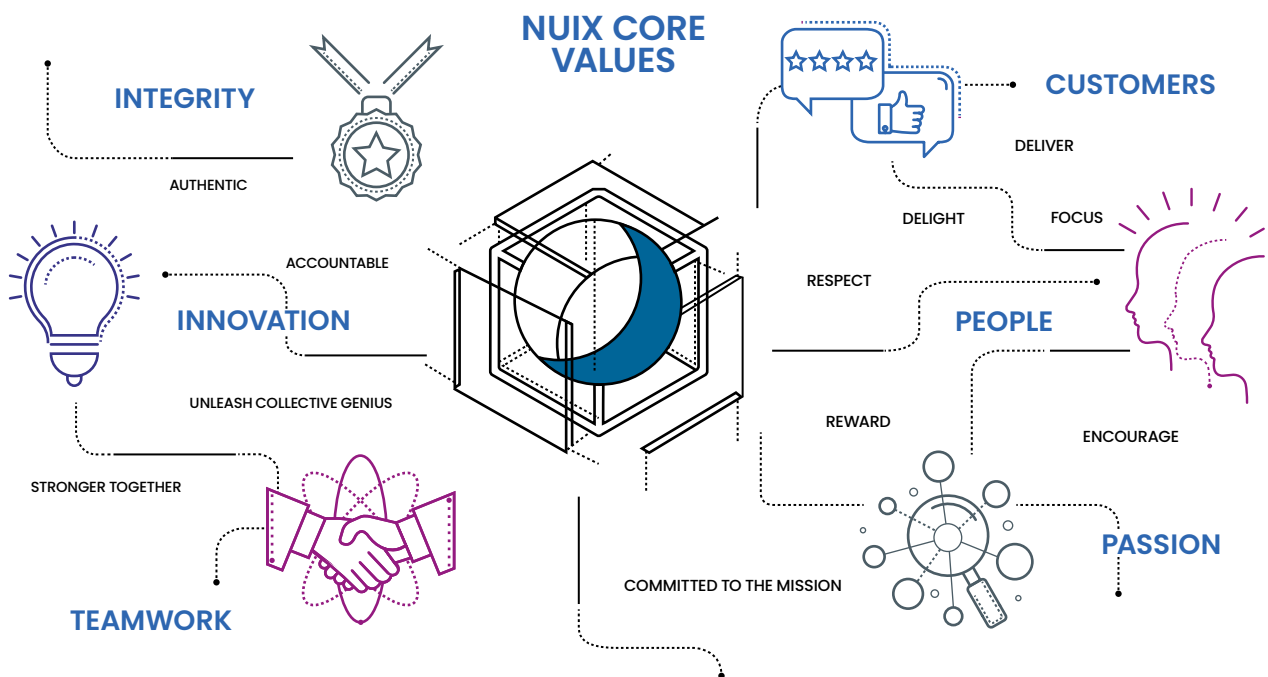 NUIX CORE
VALUES
INTEGRITY
AUTHENTIC
ACCOUNTABLE
INNOVATION
UNLEASH COLLECTIVE GENIUS
STRONGER TOGETHER
TEAMWORK
CUSTOMERS
DELIVER
DELIGHT
FOCUS
RESPECT
PEOPLE
REWARD
ENCOURAGE
PASSION
COMMITTED TO THE MISSION